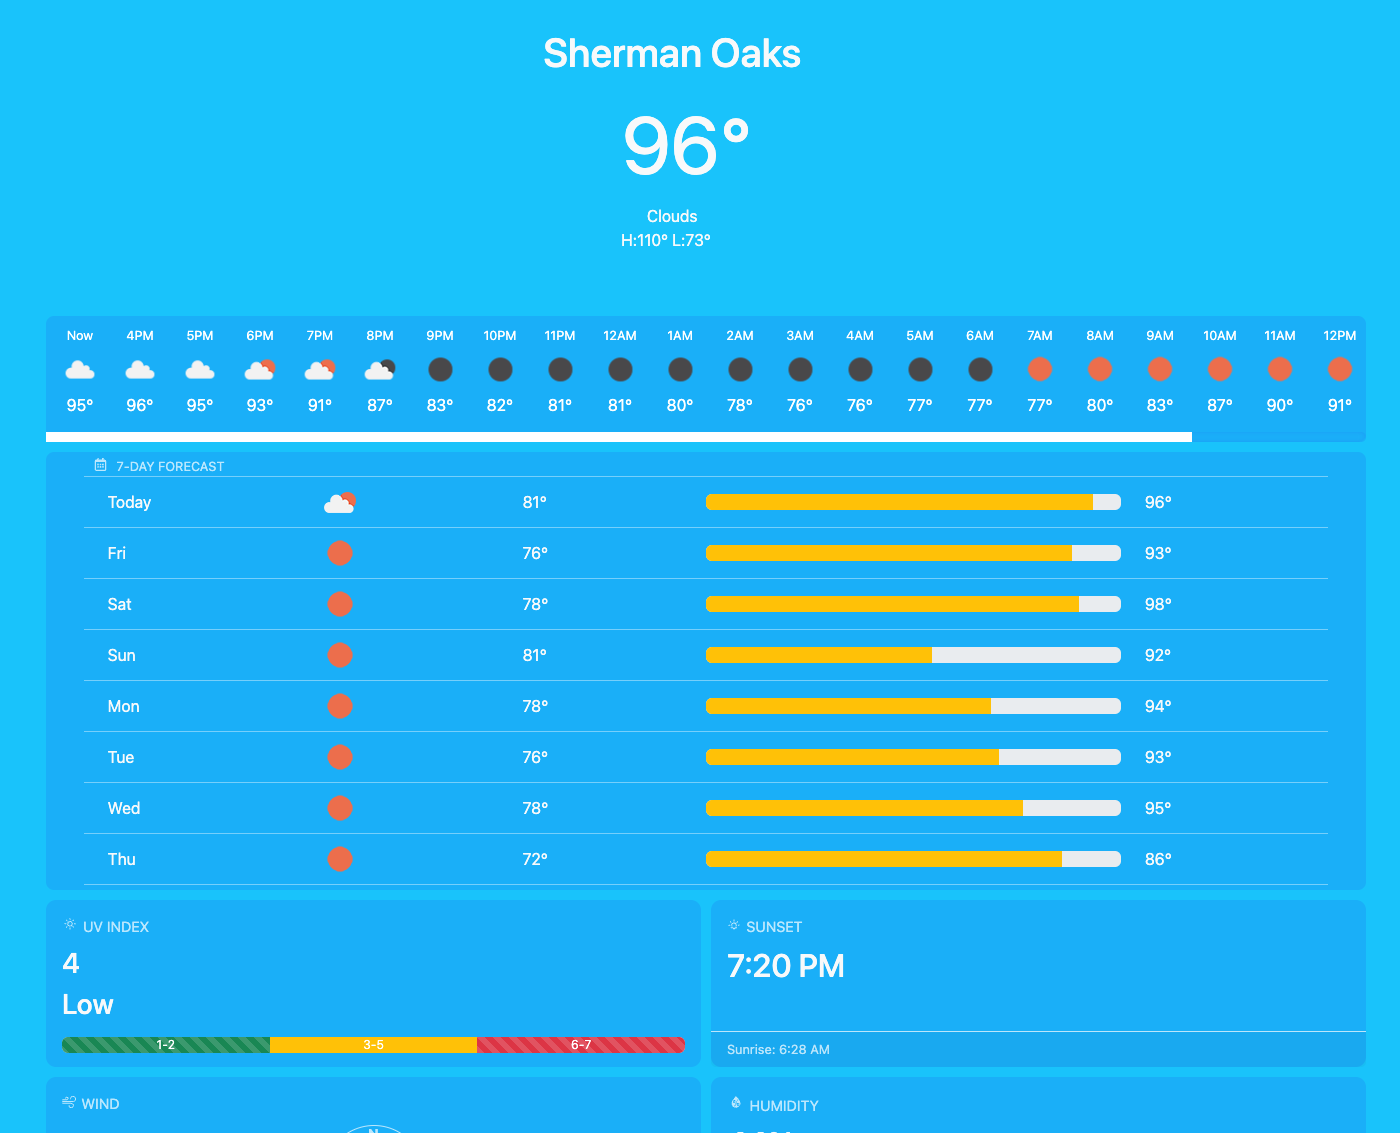 Sherman Oaks
96°
Clouds
H:110° L:73°
Now 4PM 5PM 6PM 7PM 8PM 9PM 10PM 11PM 12AM 1AM 2AM 3AM 4AM 5AM 6AM 7AM 8AM 9AM 10AM 11AM 12PM
95° 96° 95° 93° 91° 87° 83° 82° 81° 81° 80° 78° 76° 76° 77° 77° 77° 80° 83° 87° 90° 91°
7-DAY FORECAST
Today 81° 96°
Fri 76° 93°
Sat 78° 98°
Sun 81° 92°
Mon 78° 94°
Tue 76° 93°
Wed 78° 95°
Thu 72° 86°
UV INDEX
4
Low
1-2 3-5 6-7
SUNSET
7:20 PM
Sunrise: 6:28 AM
WIND
N
HUMIDITY